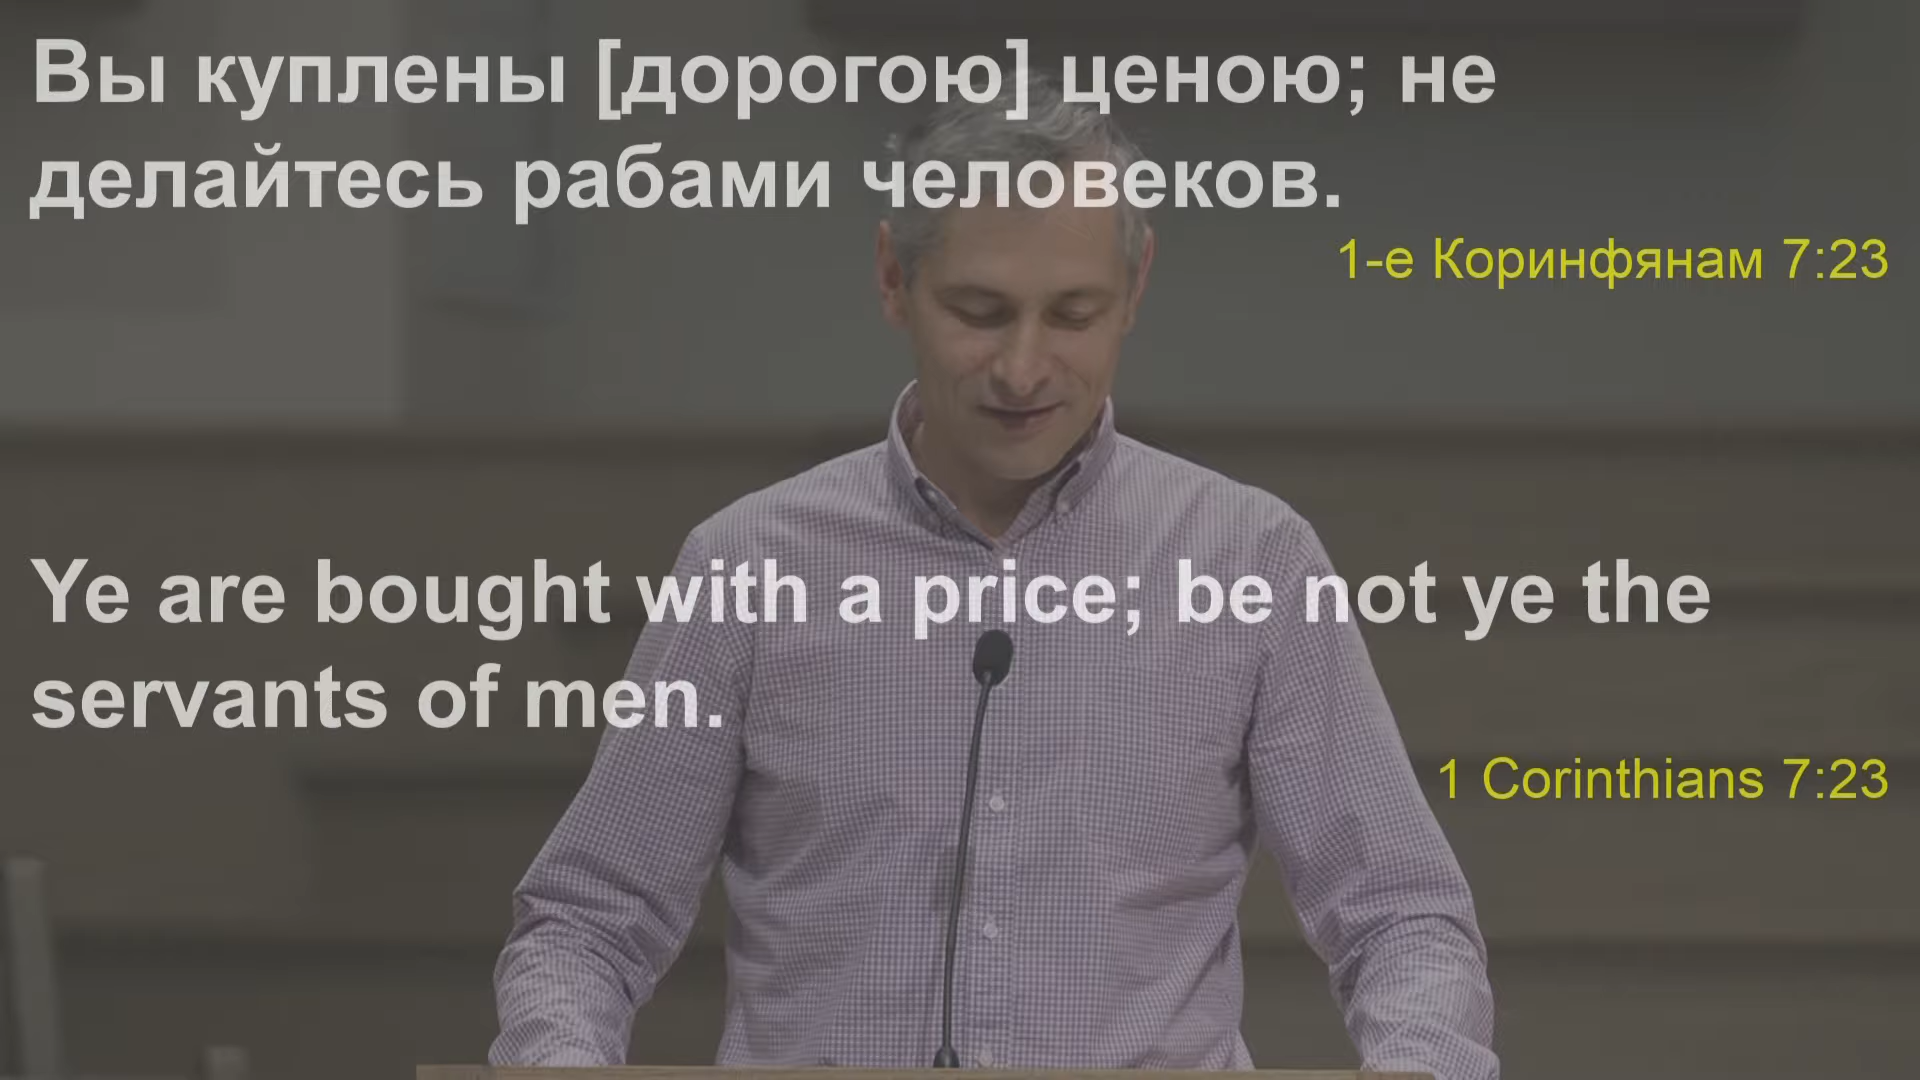 Вы куплены [дорогою] ценою; не
делайтесь рабами человеков.
1-е Коринфянам 7:23
Ye are bought with a price; be not ye the
servants of men.
1 Corinthians 7:23